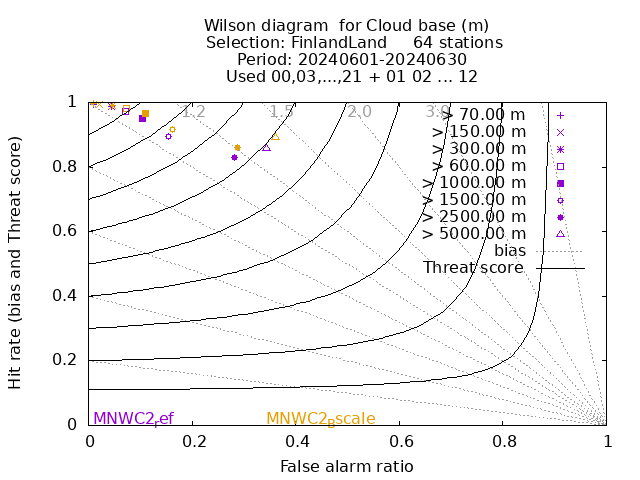 Wilson diagram  for Cloud base (m)
Selection: FinlandLand     64 stations
Period: 20240601-20240630
Used 00,03,...,21 + 01 02 ... 12
Hit rate (bias and Threat score)
1
0.8
0.6
0.4
0.2
0
1.2
1.5
2.0
3.0
> 70.00 m
> 150.00 m
> 300.00 m
> 600.00 m
> 1000.00 m
> 1500.00 m
> 2500.00 m
> 5000.00 m
bias
Threat score
MNWC2ref
MNWC2Bscale
0 0.2 0.4 0.6 0.8 1
False alarm ratio